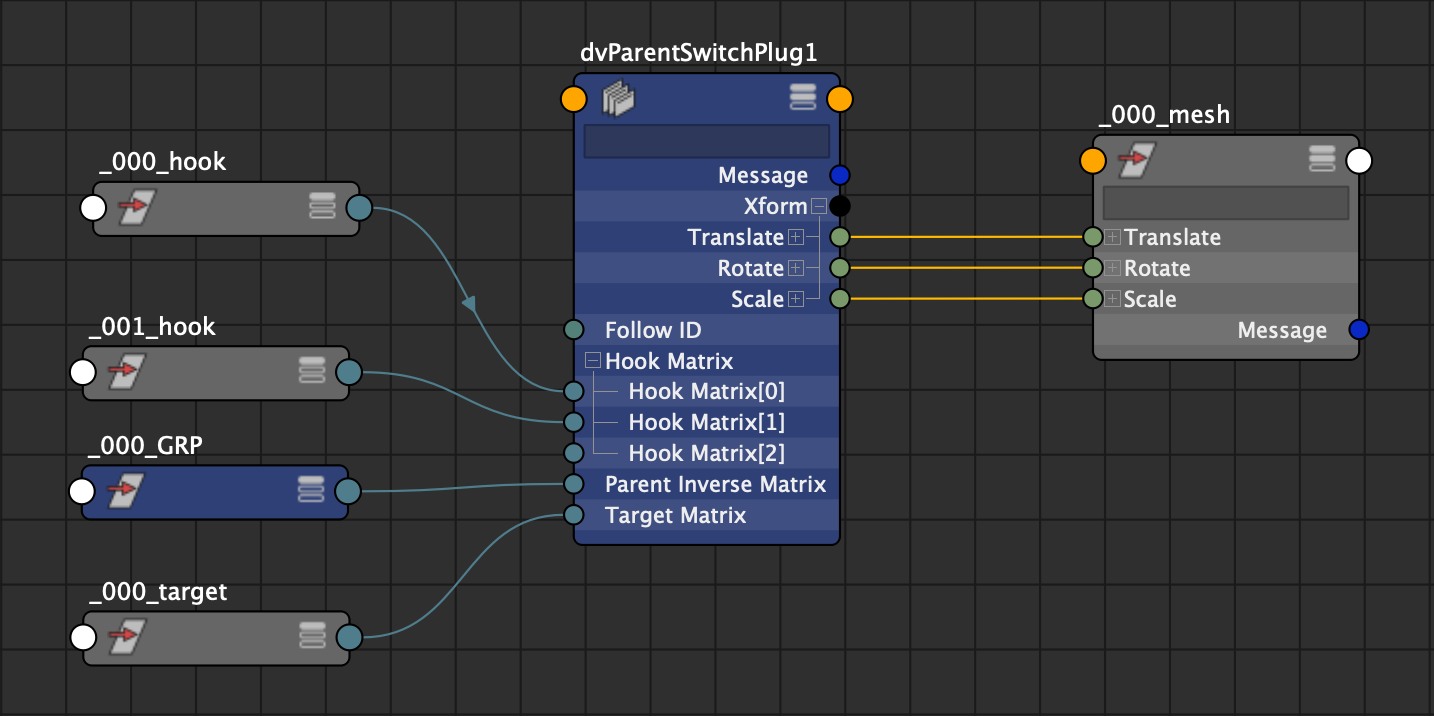 dvParentSwitchPlug1
_000_mesh
_000_hook
Message
Xform
Translate
Rotate
Scale
Follow ID
Hook Matrix
Hook Matrix[0]
Hook Matrix[1]
Hook Matrix[2]
Parent Inverse Matrix
Target Matrix
Translate
Rotate
Scale
Message
_001_hook
_000_GRP
_000_target